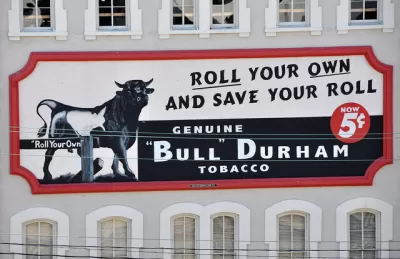 ROLL YOUR OWN
AND SAVE YOUR ROLL
NOW
5¢
"Roll Your Own"
GENUINE
"BULL" DURHAM
TOBACCO